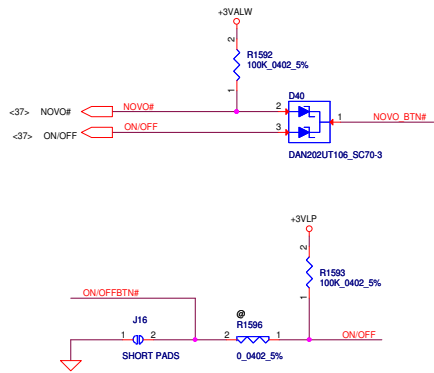 +3VALW
2
R1592
100K_0402_5%
1
D40
<37> NOVO# NOVO# 2 1 NOVO_BTN#
<37> ON/OFF ON/OFF 3
DAN202UT106_SC70-3
+3VLP
2
R1593
100K_0402_5%
1
ON/OFFBTN#
@
J16 R1596
1 2 2 1 ON/OFF
SHORT PADS 0_0402_5%